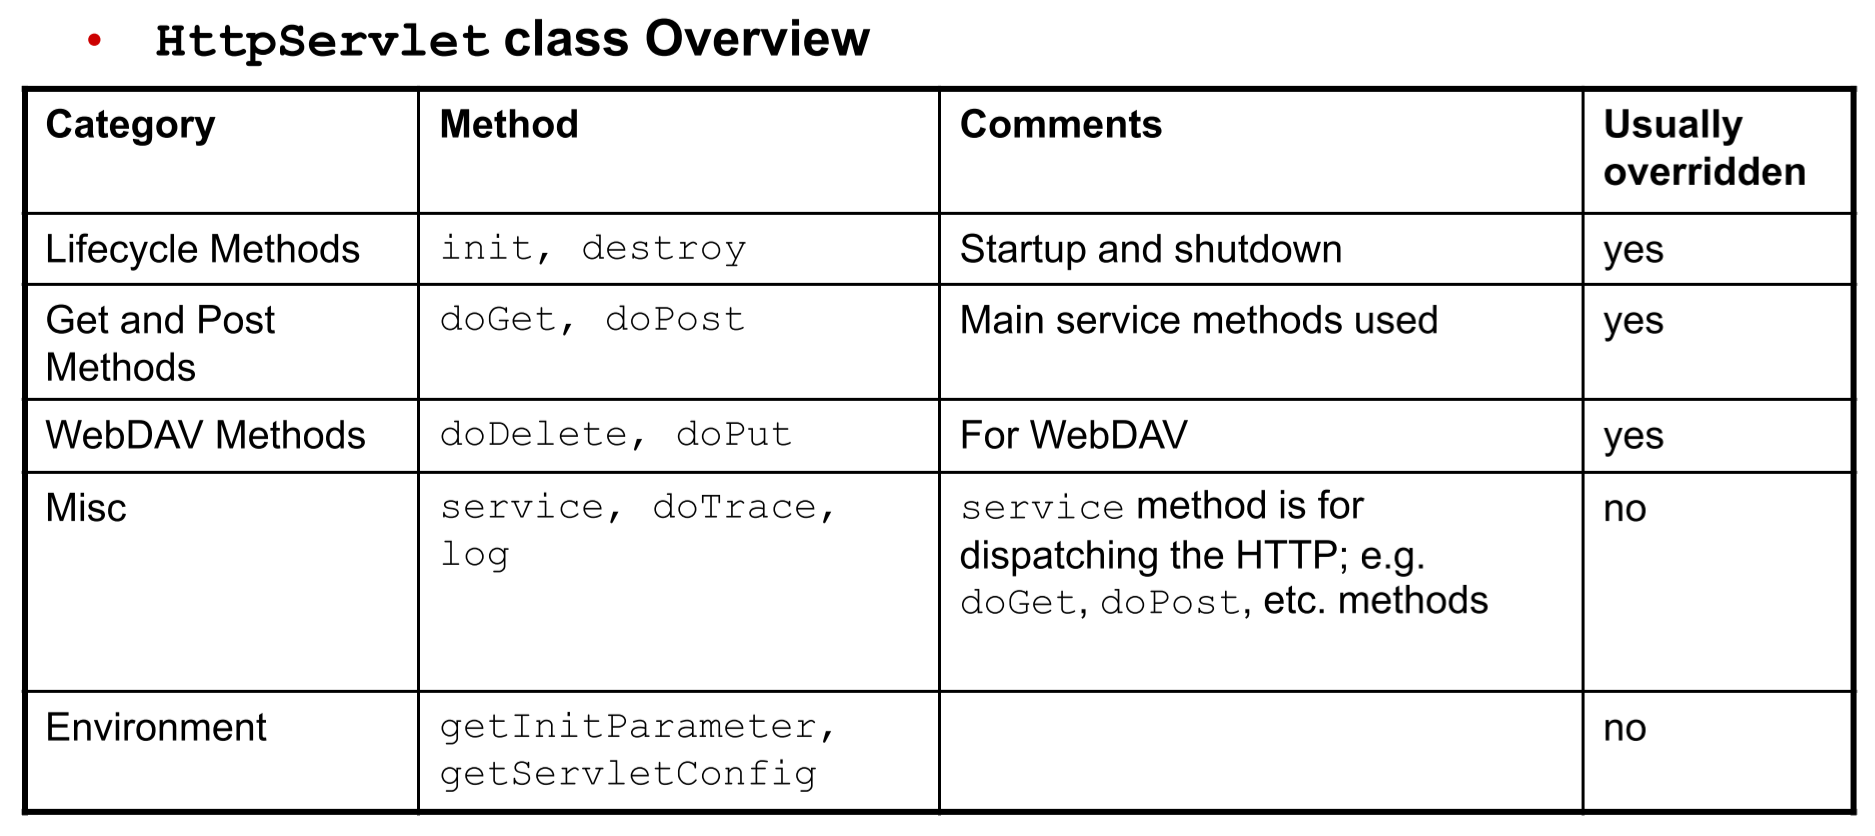 • HttpServlet class Overview
Category Method Comments Usually
overridden
Lifecycle Methods init, destroy Startup and shutdown yes
Get and Post doGet, doPost Main service methods used yes
Methods
WebDAV Methods doDelete, doPut For WebDAV yes
Misc service, doTrace, service method is for no
log dispatching the HTTP; e.g.
doGet, doPost, etc. methods
Environment getInitParameter, no
getServletConfig